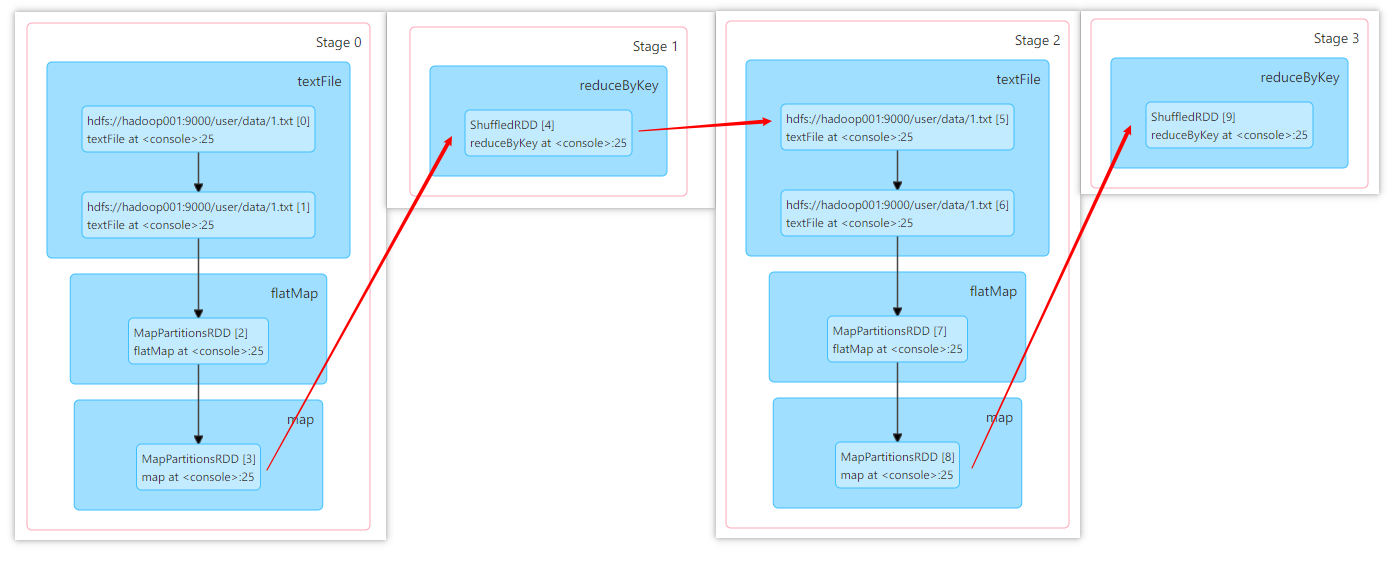 Stage 0
textFile
hdfs://hadoop001:9000/user/data/1.txt [0]
textFile at <console>:25
hdfs://hadoop001:9000/user/data/1.txt [1]
textFile at <console>:25
flatMap
MapPartitionsRDD [2]
flatMap at <console>:25
map
MapPartitionsRDD [3]
map at <console>:25
Stage 1
reduceByKey
ShuffledRDD [4]
reduceByKey at <console>:25
Stage 2
textFile
hdfs://hadoop001:9000/user/data/1.txt [5]
textFile at <console>:25
hdfs://hadoop001:9000/user/data/1.txt [6]
textFile at <console>:25
flatMap
MapPartitionsRDD [7]
flatMap at <console>:25
map
MapPartitionsRDD [8]
map at <console>:25
Stage 3
reduceByKey
ShuffledRDD [9]
reduceByKey at <console>:25